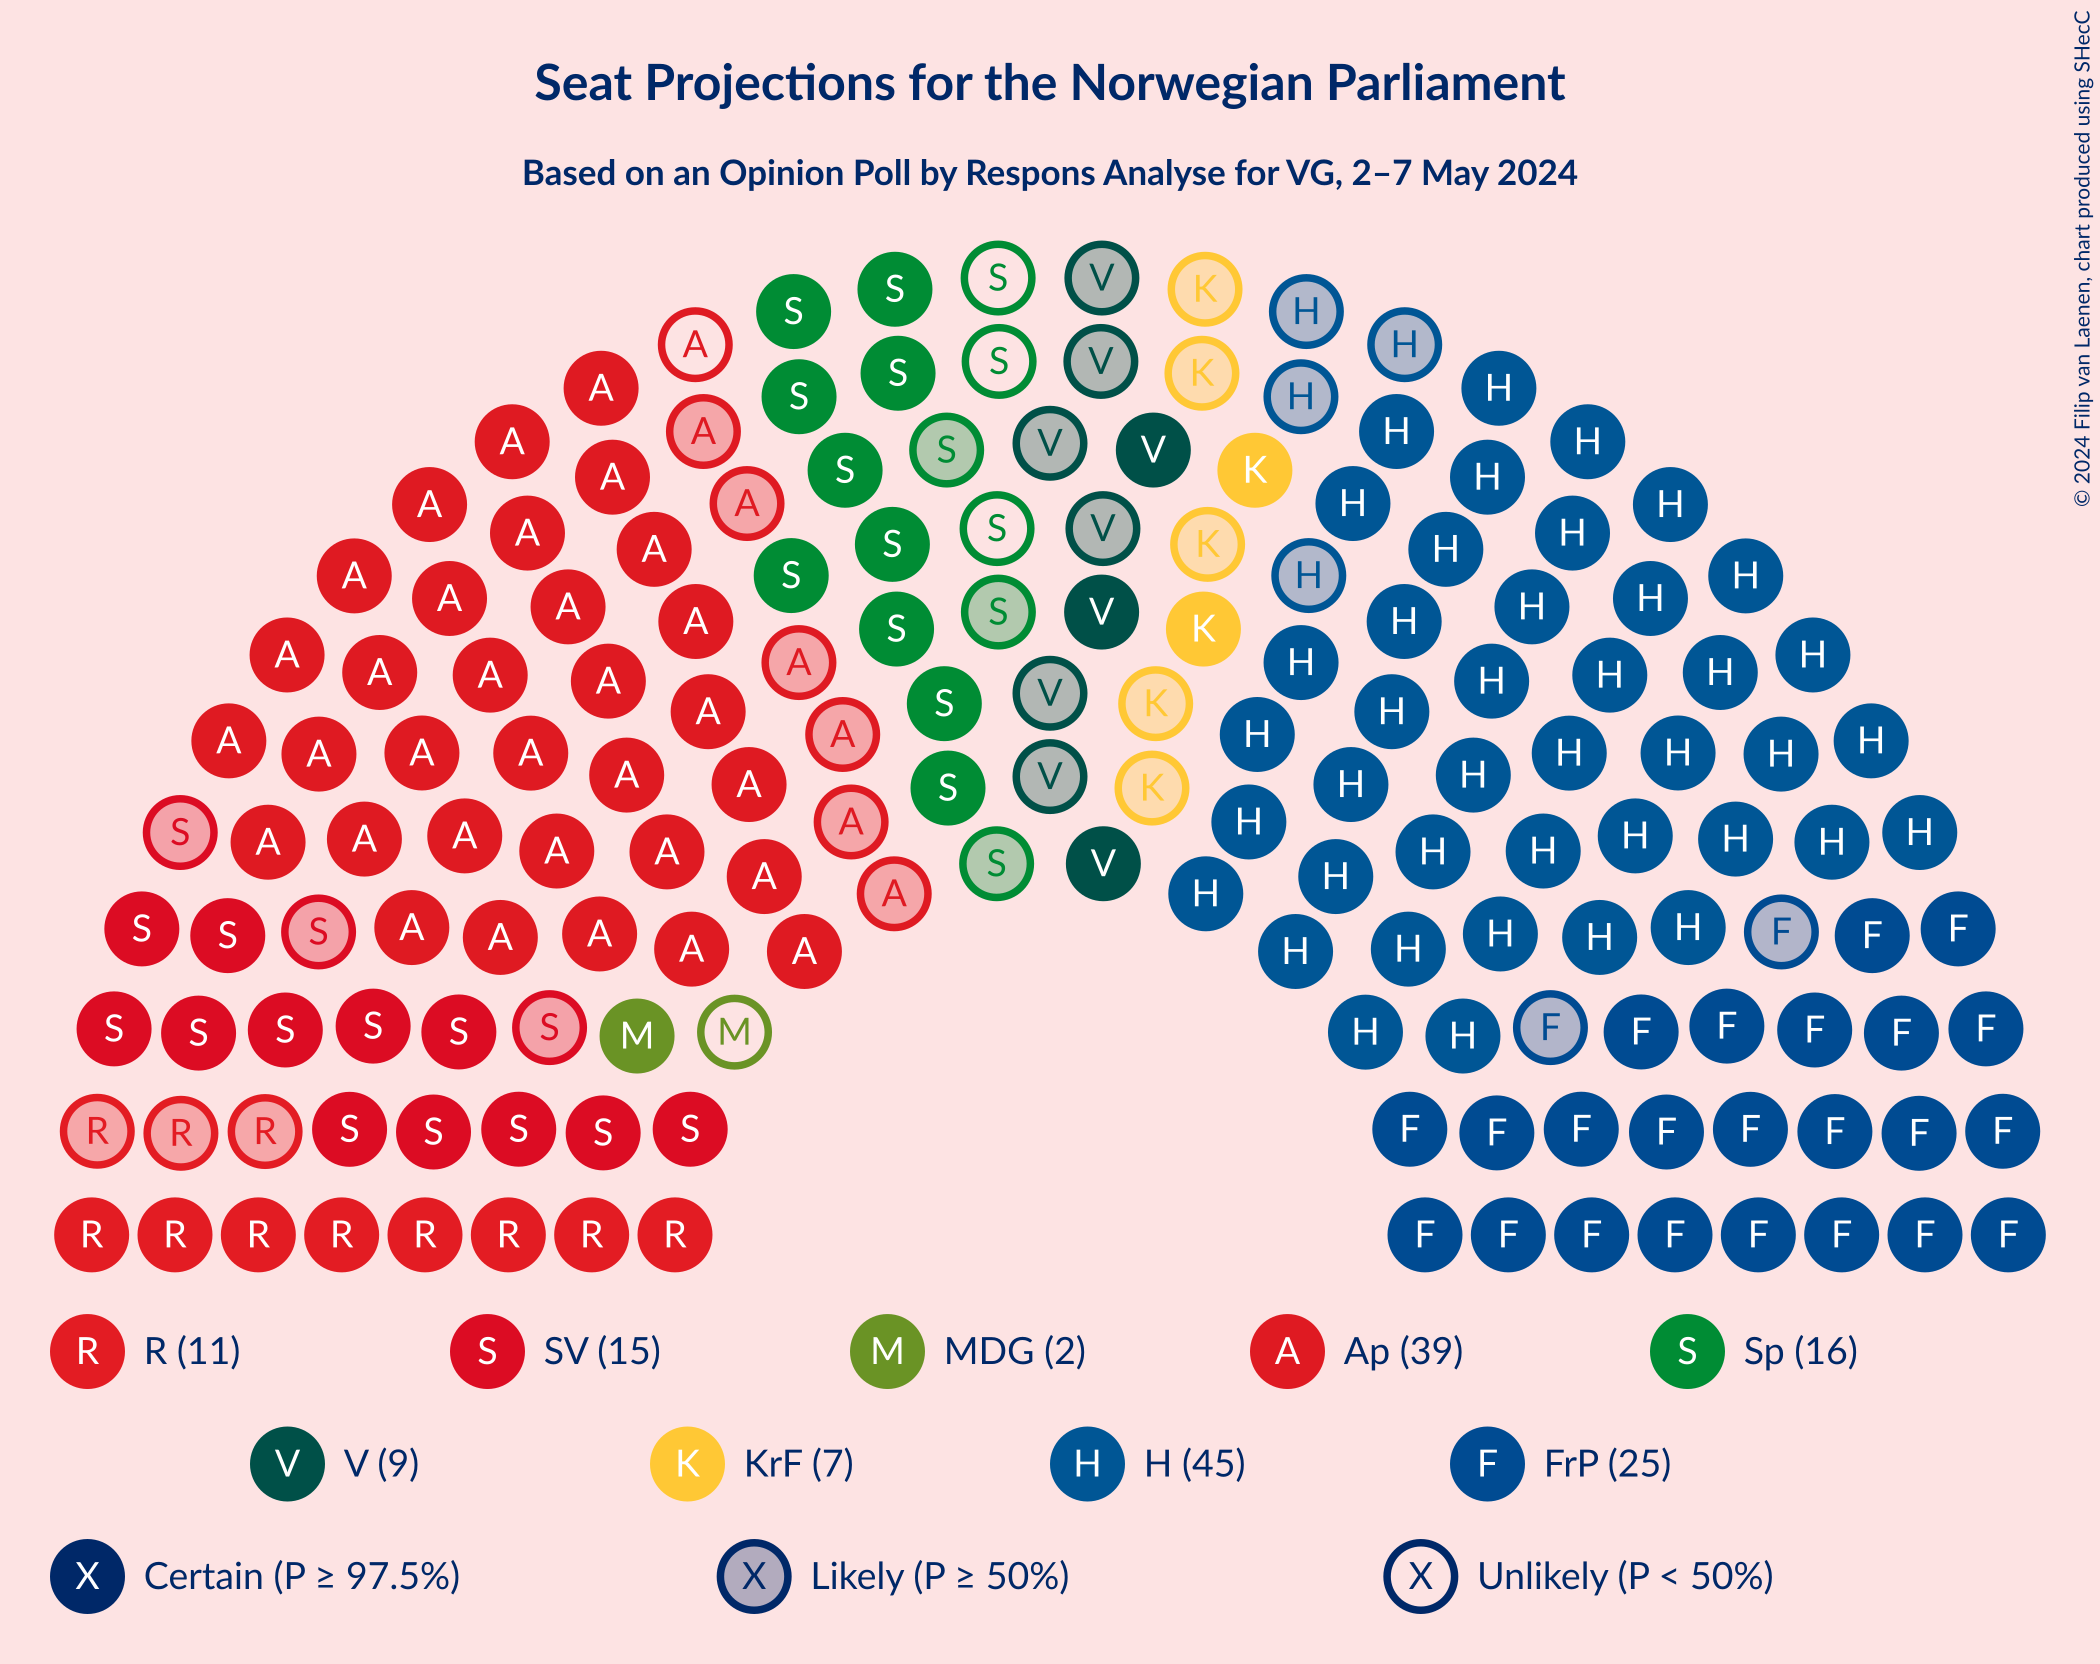 Seat Projections for the Norwegian Parliament
Based on an Opinion Poll by Respons Analyse for VG, 2–7 May 2024
© 2024 Filip van Laenen, chart produced using SHecC
S S V K
S H
A S S V K H
A H H
A S V V K H H
A A H
A S H H
A A A H H
A S S V K H H
A A A H H
A A S V K H H
A A A S H H H
A A A A V K H H H
A A A A S H H H H
A A A A A V K H H H H H
A A A A A S H H H H
S A A A A A A S V H H H H H H H
A A A H H
S S S A A A A A H H H H H F F F
S S S S S S M M H H F F F F F F
R R R S S S S S F F F F F F F F
R R R R R R R R F F F F F F F F
R R (11) S SV (15) M MDG (2) A Ap (39) S Sp (16)
V V (9) K KrF (7) H H (45) F FrP (25)
X Certain (P ≥ 97.5%) X Likely (P ≥ 50%) X Unlikely (P < 50%)